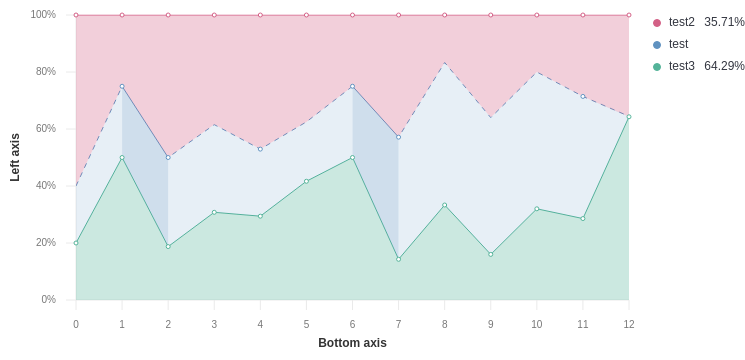 100%
80%
60%
40%
20%
0%
Left axis
0 1 2 3 4 5 6 7 8 9 10 11 12
Bottom axis
test2 35.71%
test
test3 64.29%